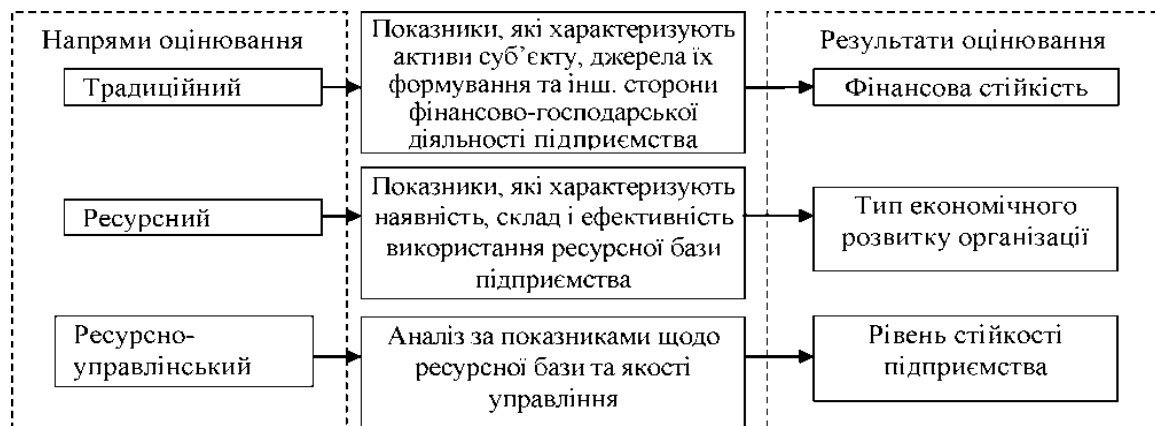 Напрями оцінювання
Традиційний
Ресурсний
Ресурсно-
управлінський
Показники, які характеризують
активи суб’єкту, джерела їх
формування та інш. сторони
фінансово-господарської
діяльності підприємства
Показники, які характеризують
наявність, склад і ефективність
використання ресурсної бази
підприємства
Аналіз за показниками щодо
ресурсної бази та якості
управління
Результати оцінювання
Фінансова стійкість
Тип економічного
розвитку організації
Рівень стійкості
підприємства